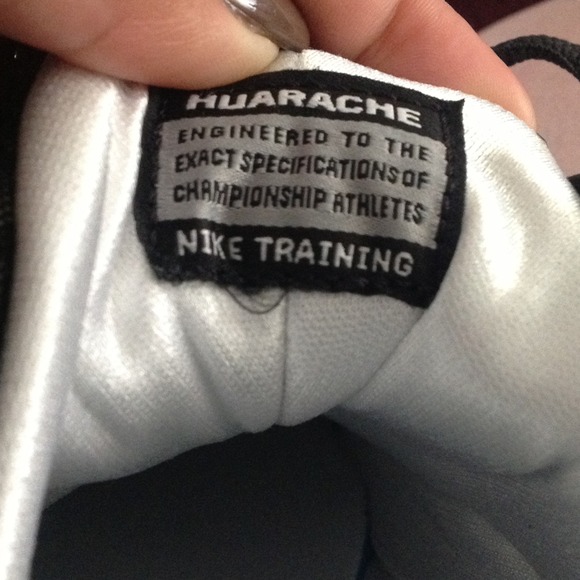 HUARACHE
ENGINEERED TO THE
EXACT SPECIFICATIONS OF
CHAMPIONSHIP ATHLETES
NIKE TRAINING